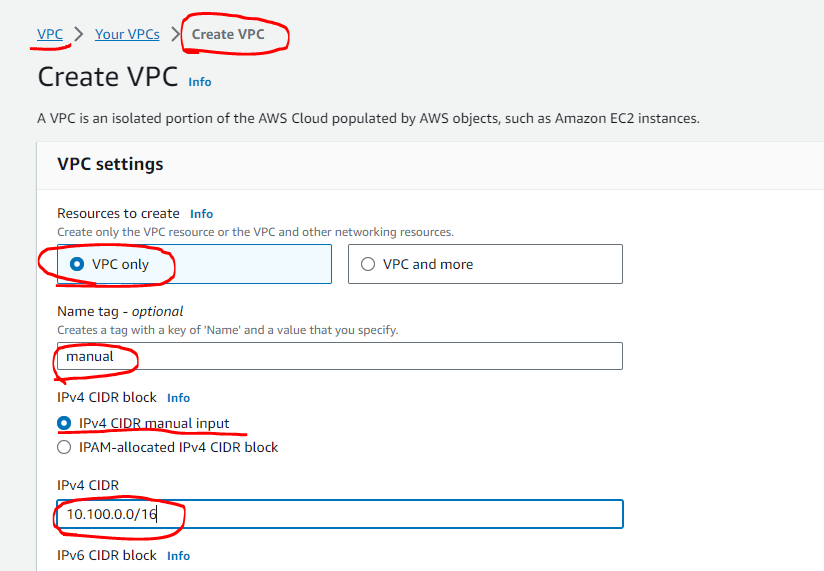 VPC > Your VPCs > Create VPC
Create VPC Info
A VPC is an isolated portion of the AWS Cloud populated by AWS objects, such as Amazon EC2 instances.
VPC settings
Resources to create Info
Create only the VPC resource or the VPC and other networking resources.
VPC only VPC and more
Name tag - optional
Creates a tag with a key of 'Name' and a value that you specify.
manual
IPv4 CIDR block Info
IPv4 CIDR manual input
IPAM-allocated IPv4 CIDR block
IPv4 CIDR
10.100.0.0/16
IPv6 CIDR block Info